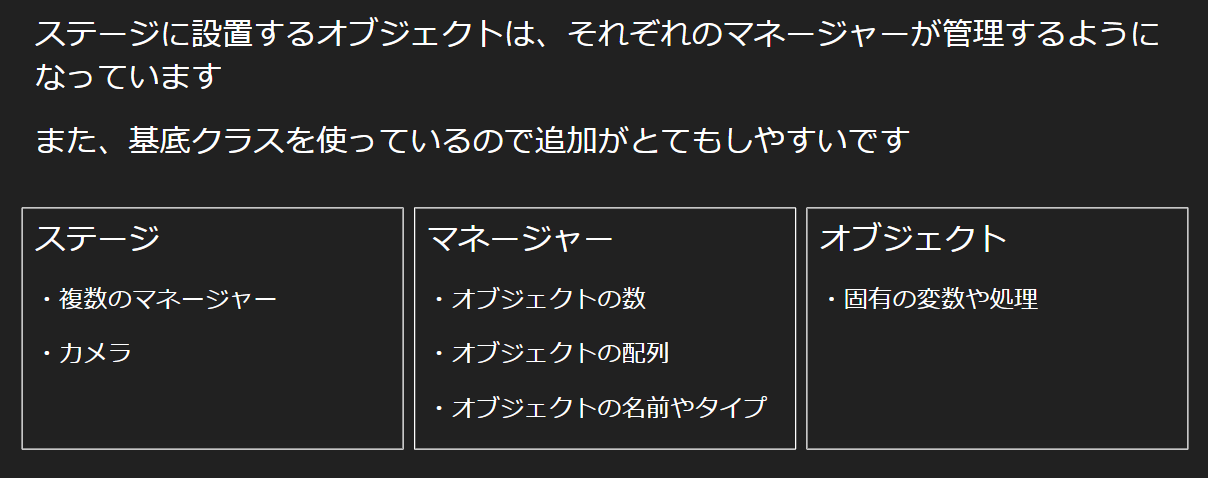 ステージに設置するオブジェクトは、それぞれのマネージャーが管理するように
なっています
また、基底クラスを使っているので追加がとてもしやすいです
ステージ
・複数のマネージャー
・カメラ
マネージャー
・オブジェクトの数
・オブジェクトの配列
・オブジェクトの名前やタイプ
オブジェクト
・固有の変数や処理